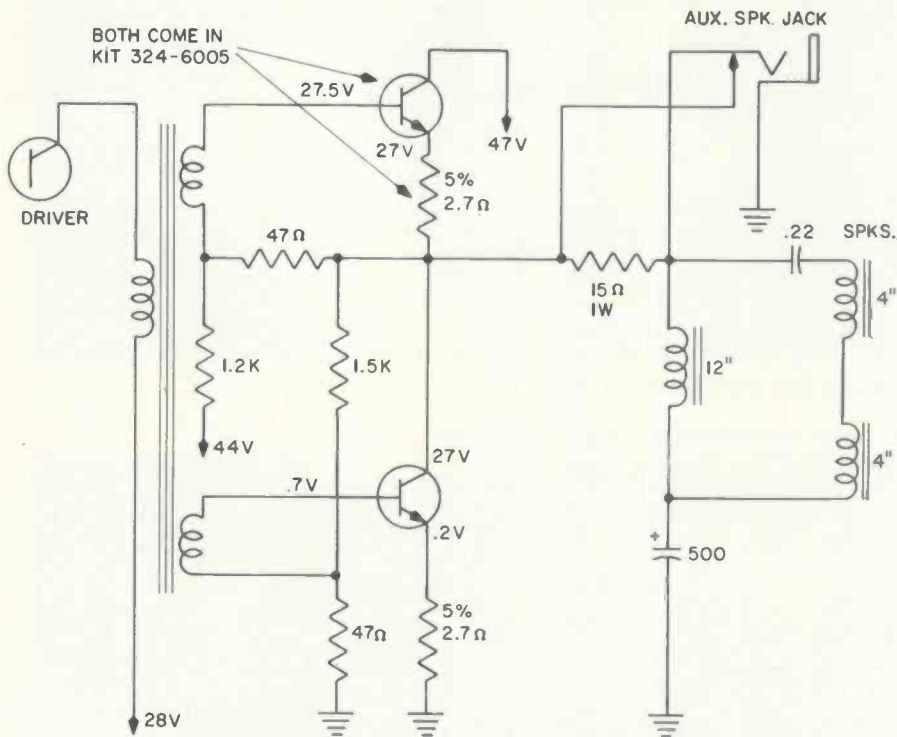 AUX. SPK. JACK
BOTH COME IN
KIT 324-6005
27.5V
27V
47V
5%
2.7Ω
DRIVER
47Ω
15Ω
1W
.22
SPKS.
4"
1.2K
1.5K
12"
44V
27V
4"
.7V
.2V
+
500
47Ω
5%
2.7Ω
28V